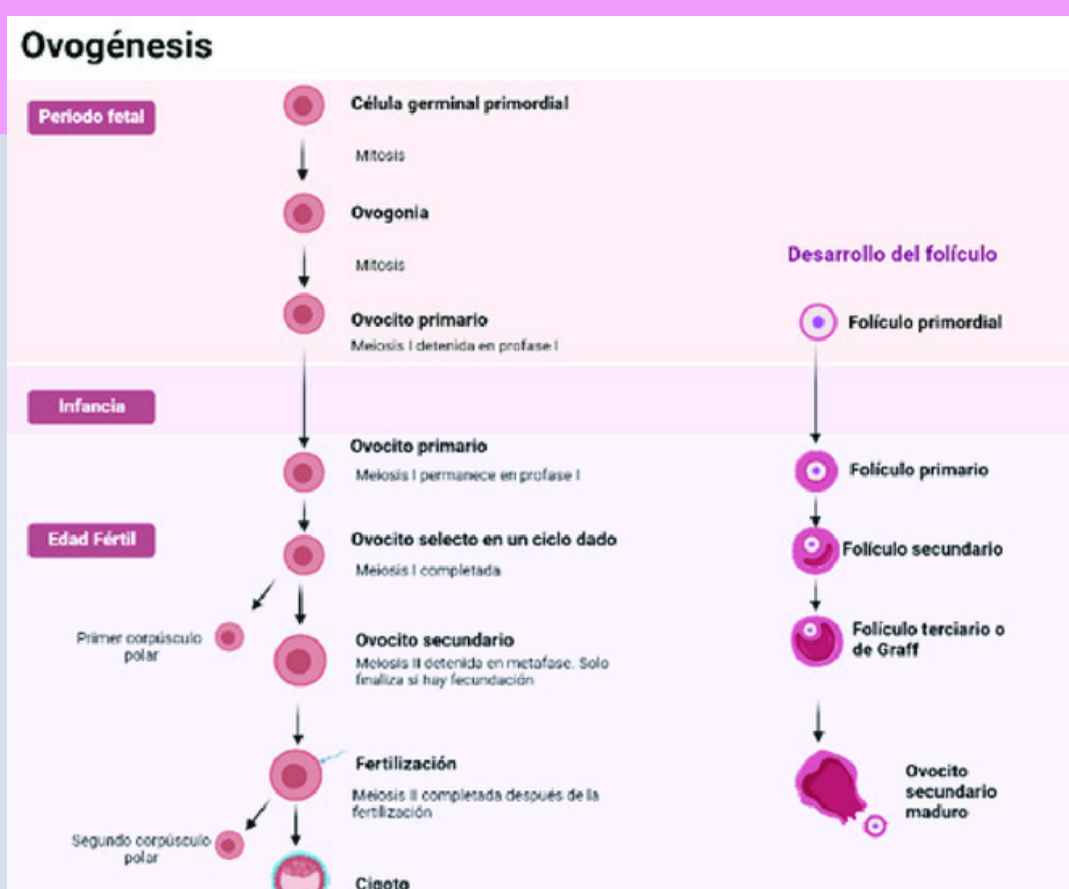 Ovogénesis
Periodo fetal
Célula germinal primordial
Mitosis
Ovogonia
Mitosis
Ovocito primario
Meiosis I detenida en profase I
Desarrollo del folículo
Folículo primordial
Infancia
Ovocito primario
Meiosis I permanece en profase I
Folículo primario
Edad Fértil
Ovocito selecto en un ciclo dado
Meiosis I completada
Folículo secundario
Primer corpúsculo
polar
Ovocito secundario
Meiosis II detenida en metafase. Solo
finaliza si hay fecundación
Folículo terciario o
de Graff
Fertilización
Meiosis II completada después de la
fertilización
Ovocito
secundario
maduro
Segundo corpúsculo
polar
Cigoto